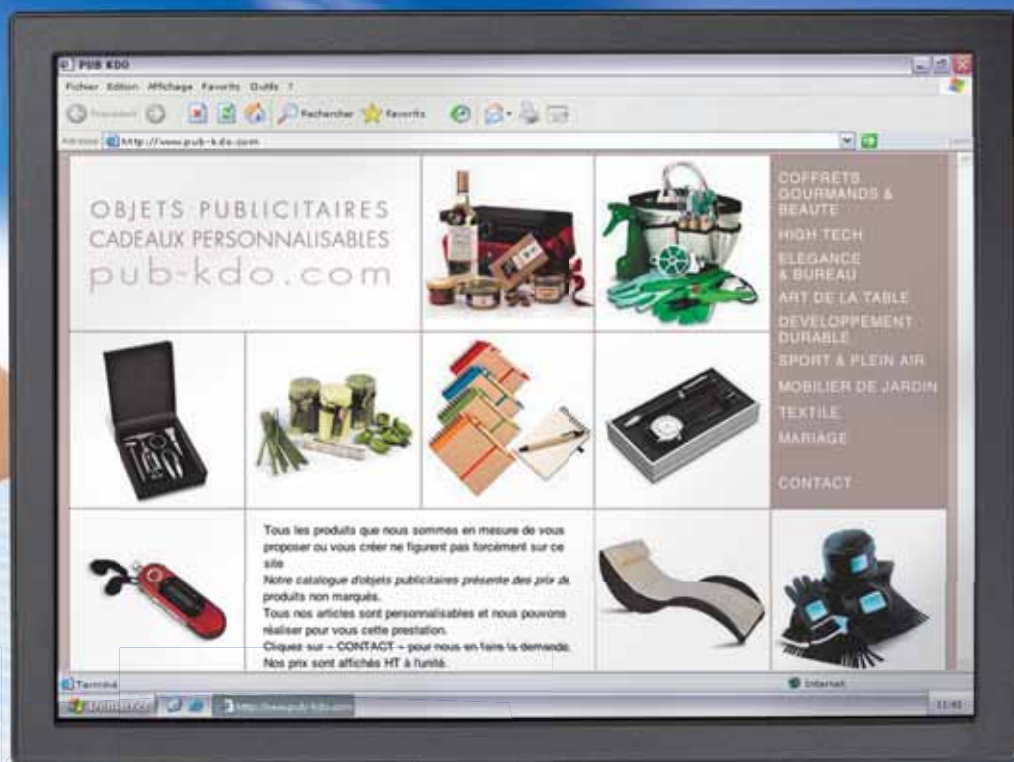 PUB KDO
Fichier Edition Affichage Favoris Outils ?
Rechercher Favoris
http://www.pub-kdo.com
OBJETS PUBLICITAIRES
CADEAUX PERSONNALISABLES
pub-kdo.com
COFFRETS
GOURMANDS &
BEAUTE
HIGH TECH
ELEGANCE
& BUREAU
ART DE LA TABLE
DEVELOPPEMENT
DURABLE
SPORT & PLEIN AIR
MOBILIER DE JARDIN
TEXTILE
MARIAGE
CONTACT
Tous les produits que nous sommes en mesure de vous
proposer ou vous créer ne figurent pas forcément sur ce
site
Notre catalogue d'objets publicitaires présente des prix de
produits non marqués.
Tous nos articles sont personnalisables et nous pouvons
réaliser pour vous cette prestation.
Cliquez sur « CONTACT » pour nous en faire la demande.
Nos prix sont affichés HT à l'unité.
Terminé
Internet
Démarrer
http://www.pub-kdo.com